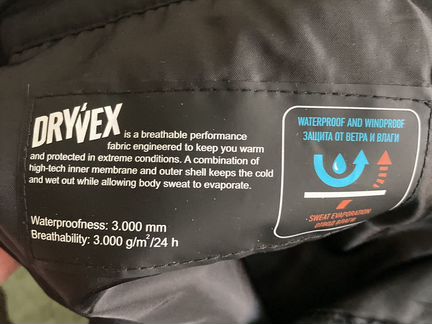 DRYVEX is a breathable performance
fabric engineered to keep you warm
and protected in extreme conditions. A combination of
high-tech inner membrane and outer shell keeps the cold
and wet out while allowing body sweat to evaporate.
Waterproofness: 3.000 mm
Breathability: 3.000 g/m²/24 h
WATERPROOF AND WINDPROOF
ЗАЩИТА ОТ ВЕТРА И ВЛАГИ
SWEAT EVAPORATION
ОТВОД ВЛАГИ